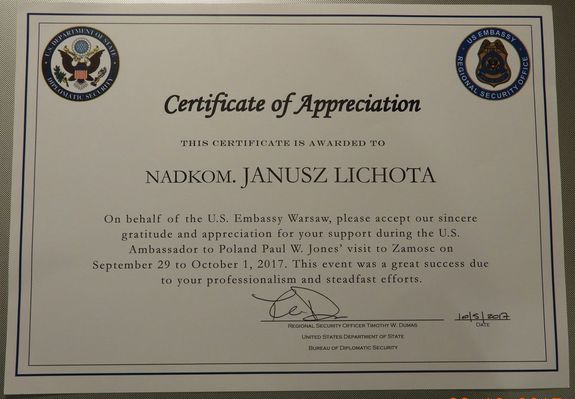 U.S. DEPARTMENT OF STATE
DIPLOMATIC SECURITY
US EMBASSY
REGIONAL SECURITY OFFICE
Certificate of Appreciation
THIS CERTIFICATE IS AWARDED TO
NADKOM. JANUSZ LICHOTA
On behalf of the U.S. Embassy Warsaw, please accept our sincere
gratitude and appreciation for your support during the U.S.
Ambassador to Poland Paul W. Jones' visit to Zamosc on
September 29 to October 1, 2017. This event was a great success due
to your professionalism and steadfast efforts.
10/5/2017
REGIONAL SECURITY OFFICER TIMOTHY W. DUMAS
DATE
UNITED STATES DEPARTMENT OF STATE
BUREAU OF DIPLOMATIC SECURITY